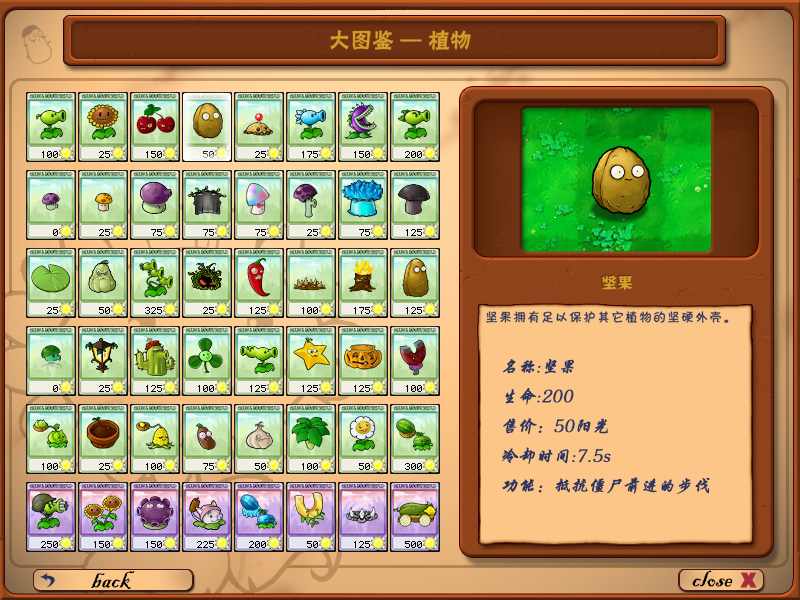 大图鉴 — 植物
100 25 150 50 25 175 150 200
0 25 75 75 75 25 75 125
25 50 325 25 125 100 175 125
0 25 125 100 125 125 125 100
100 25 100 75 50 100 50 300
250 150 150 225 200 50 125 500
坚果
坚果拥有足以保护其它植物的坚硬外壳。
名称:坚果
生命:200
售价：50阳光
冷却时间:7.5s
功能：抵抗僵尸前进的步伐
back
close X